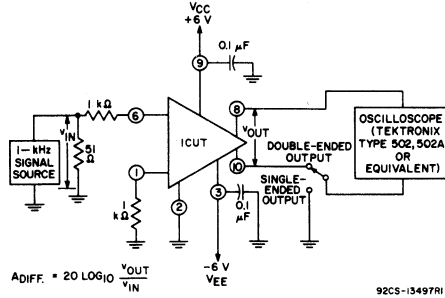 VCC
+6 V
0.1 µF
9
1 kΩ
6
8
vIN
vOUT
OSCILLOSCOPE
(TEKTRONIX
TYPE 502, 502A
OR
EQUIVALENT)
ICUT
DOUBLE-ENDED
OUTPUT
10
1-kHz
SIGNAL
SOURCE
51
Ω
1
SINGLE-
ENDED
OUTPUT
3
1
kΩ
2
0.1
µF
-6 V
VEE
ADIFF. = 20 LOG10 vOUT
vIN
92CS-13497R1